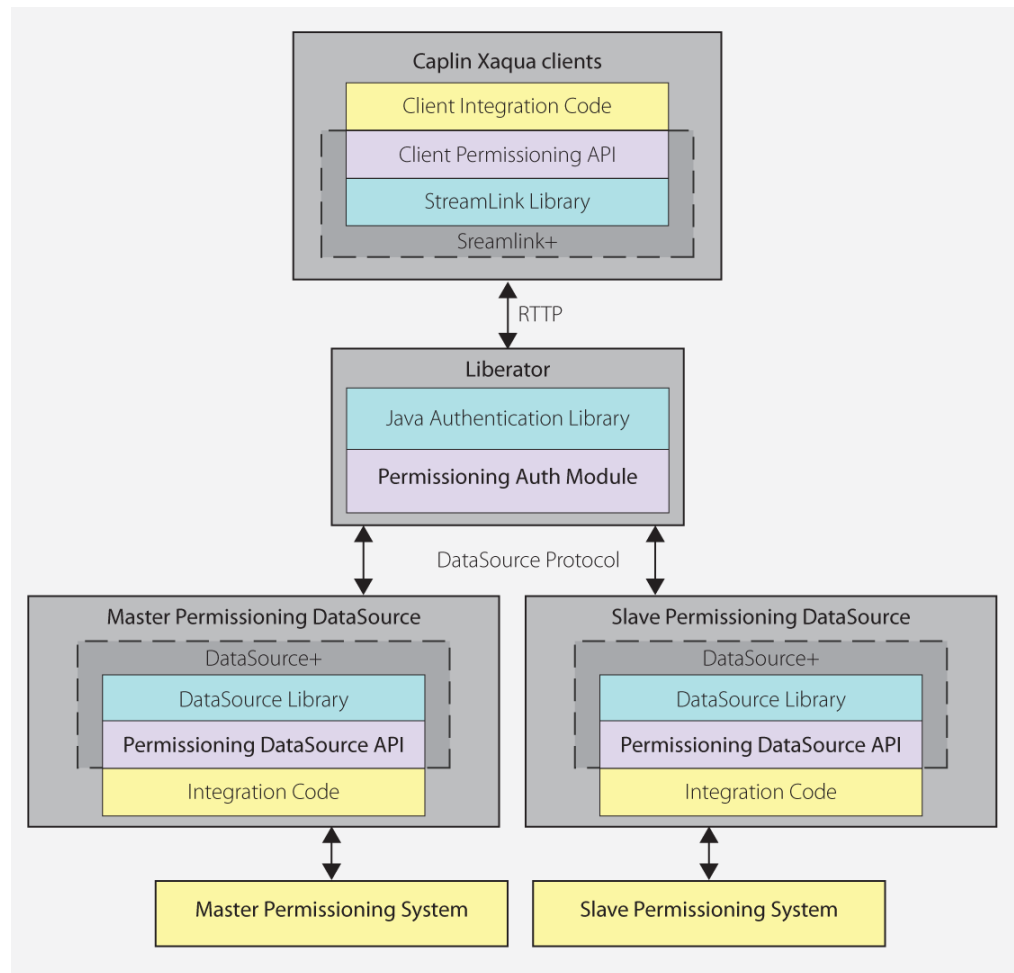 Caplin Xaqua clients
Client Integration Code
Client Permissioning API
StreamLink Library
Sreamlink+
RTTP
Liberator
Java Authentication Library
Permissioning Auth Module
DataSource Protocol
Master Permissioning DataSource
DataSource+
DataSource Library
Permissioning DataSource API
Integration Code
Slave Permissioning DataSource
DataSource+
DataSource Library
Permissioning DataSource API
Integration Code
Master Permissioning System
Slave Permissioning System